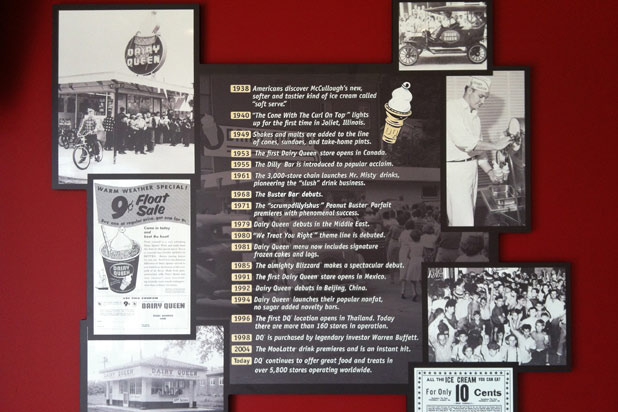 DAIRY
QUEEN
1938 Americans discover McCullough's new,
softer and tastier kind of ice cream called
"soft serve."
1940 "The Cone With The Curl On Top" lights
up for the first time in Joliet, Illinois.
1949 Shakes and malts are added to the line
of cones, sundaes, and take-home pints.
1953 The first Dairy Queen store opens in Canada.
1955 The Dilly Bar is introduced to popular acclaim.
1961 The 3,000-store chain launches Mr. Misty drinks,
pioneering the "slush" drink business.
1968 The Buster Bar debuts.
1971 The "scrumpdillyishus" Peanut Buster Parfait
premieres with phenomenal success.
1979 Dairy Queen debuts in the Middle East.
1980 "We Treat You Right" theme line is debuted.
1981 Dairy Queen menu now includes signature
frozen cakes and logs.
1985 The almighty Blizzard makes a spectacular debut.
1991 The first Dairy Queen store opens in Mexico.
1992 Dairy Queen debuts in Beijing, China.
1994 Dairy Queen launches their popular nonfat,
no sugar added novelty bars.
1996 The first DQ location opens in Thailand. Today
there are more than 160 stores in operation.
1998 DQ is purchased by legendary investor Warren Buffett.
2004 The MooLatte drink premieres and is an instant hit.
Today DQ continues to offer great food and treats in
over 5,800 stores operating worldwide.
WARM WEATHER SPECIAL!
9¢ Float
Sale
DAIRY
QUEEN
DAIRY QUEEN
DAIRY QUEEN
ALL THE ICE CREAM YOU CAN EAT
For Only 10 Cents